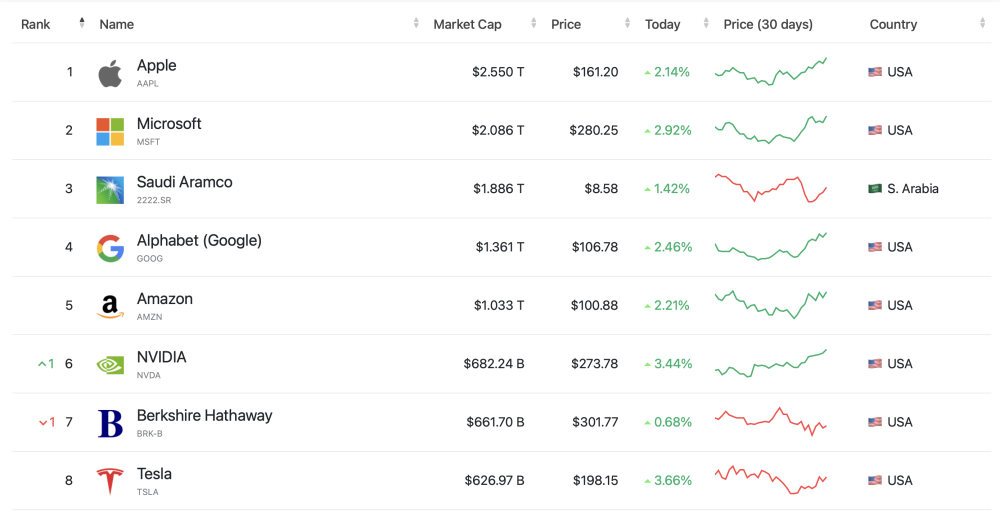 Rank Name Market Cap Price Today Price (30 days) Country
1 Apple $2.550 T $161.20 2.14% USA
AAPL
2 Microsoft $2.086 T $280.25 2.92% USA
MSFT
3 Saudi Aramco $1.886 T $8.58 1.42% S. Arabia
2222.SR
4 Alphabet (Google) $1.361 T $106.78 2.46% USA
GOOG
5 Amazon $1.033 T $100.88 2.21% USA
AMZN
1 6 NVIDIA $682.24 B $273.78 3.44% USA
NVDA
1 7 Berkshire Hathaway $661.70 B $301.77 0.68% USA
BRK-B
8 Tesla $626.97 B $198.15 3.66% USA
TSLA